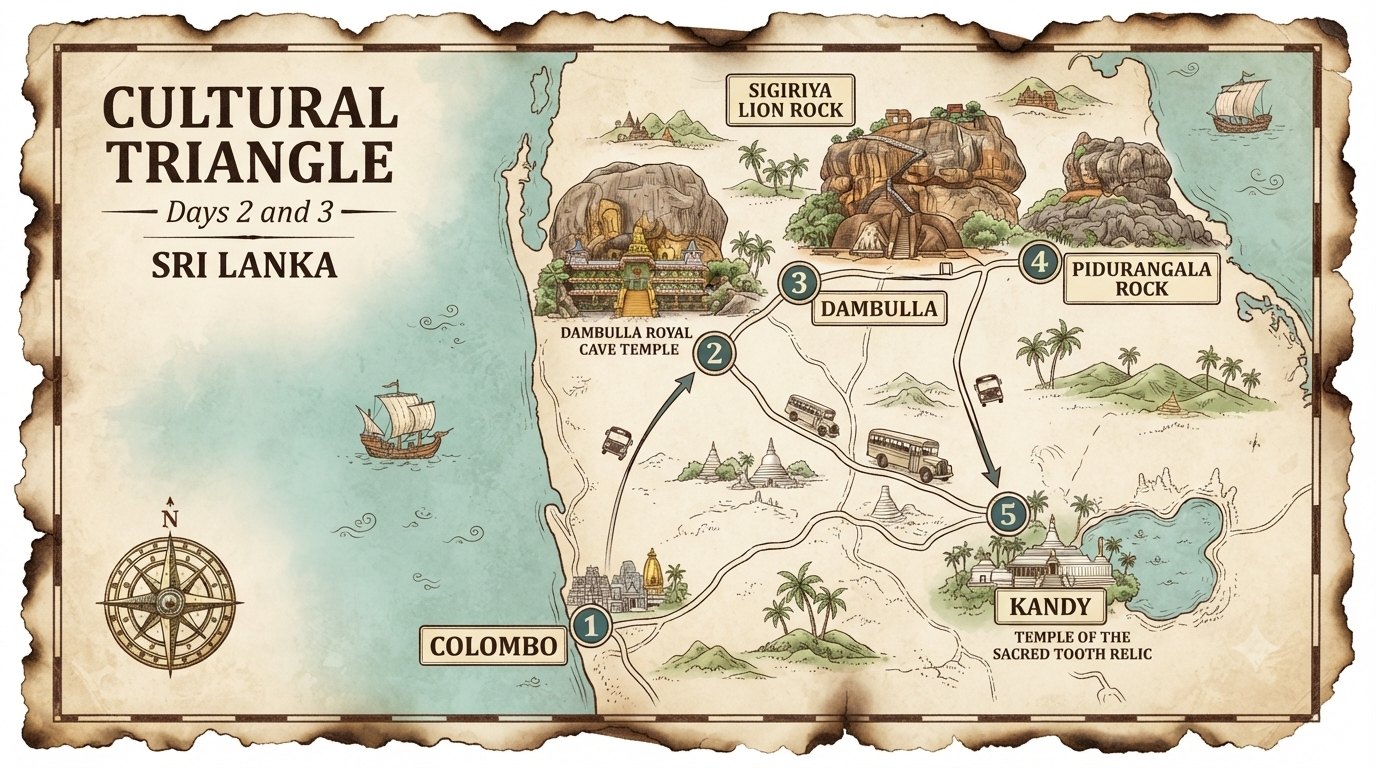 CULTURAL
TRIANGLE
Days 2 and 3
SRI LANKA
SIGIRIYA
LION ROCK
4
PIDURANGALA
ROCK
3
DAMBULLA
DAMBULLA ROYAL
CAVE TEMPLE
2
5
N
1
COLOMBO
KANDY
TEMPLE OF THE
SACRED TOOTH RELIC